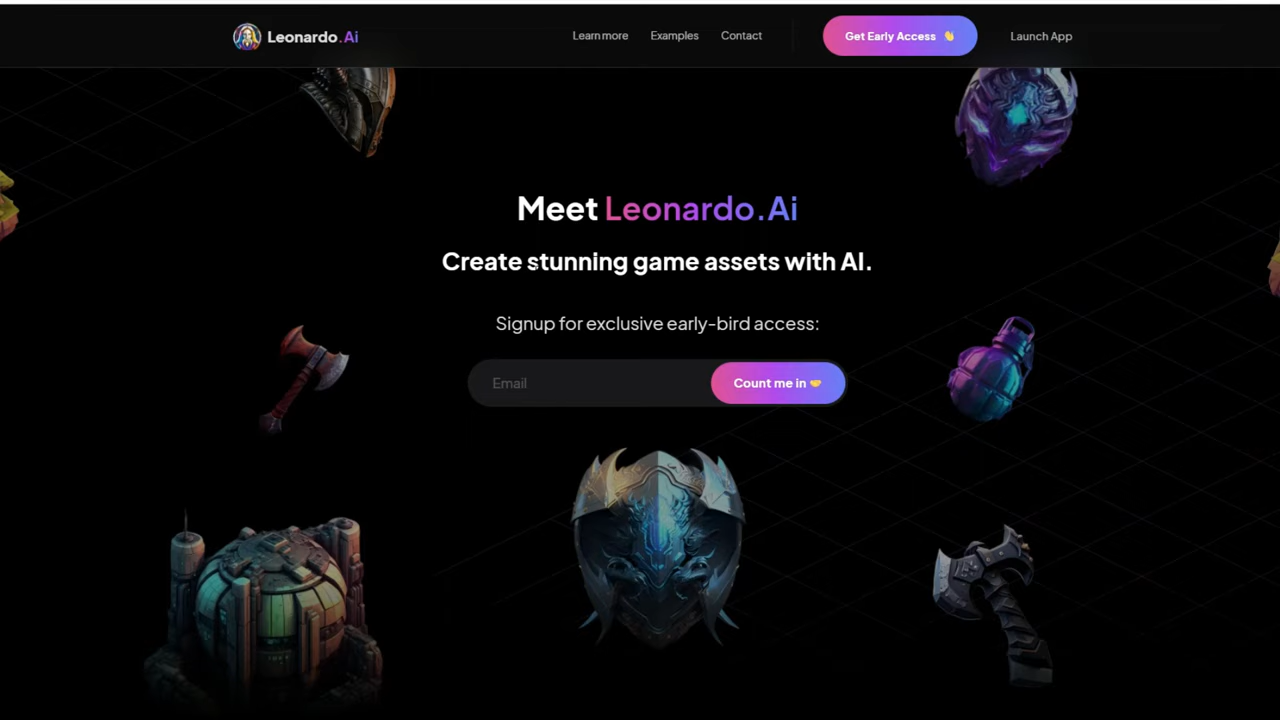 Leonardo.Ai
Learn more
Examples
Contact
Get Early Access 👋
Launch App
Meet Leonardo.Ai
Create stunning game assets with AI.
Signup for exclusive early-bird access:
Email
Count me in 🤝